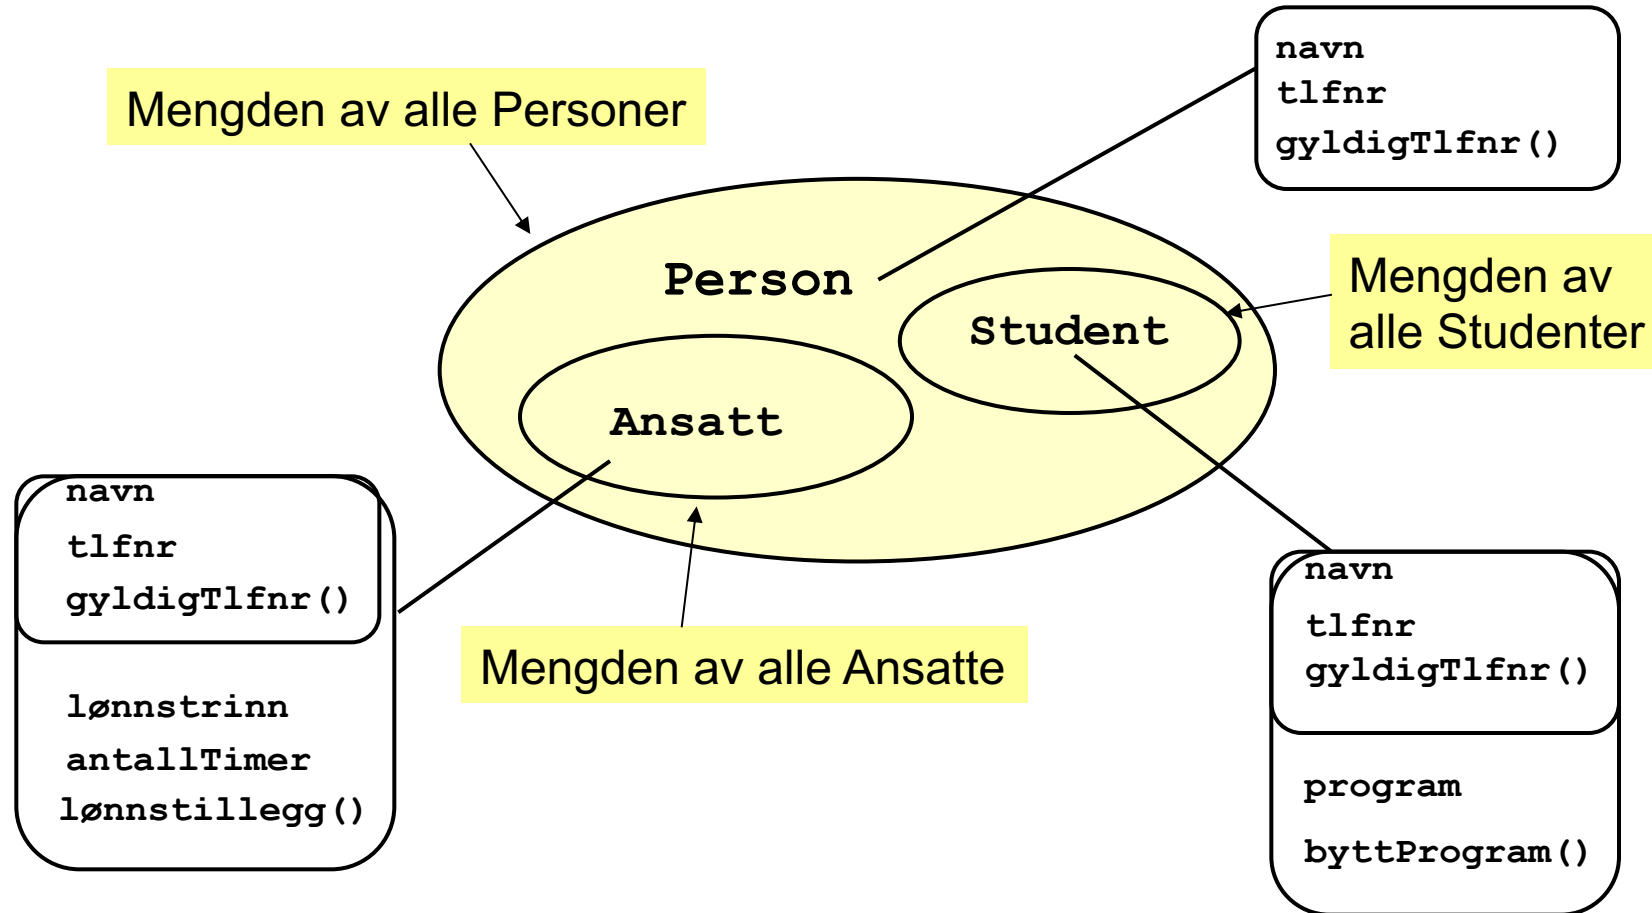 navn
tlfnr
gyldigTlfnr()
Mengden av alle Personer
Person
Mengden av
alle Studenter
Student
Ansatt
navn
tlfnr
gyldigTlfnr()
lønnstrinn
antallTimer
lønnstillegg()
Mengden av alle Ansatte
navn
tlfnr
gyldigTlfnr()
program
byttProgram()